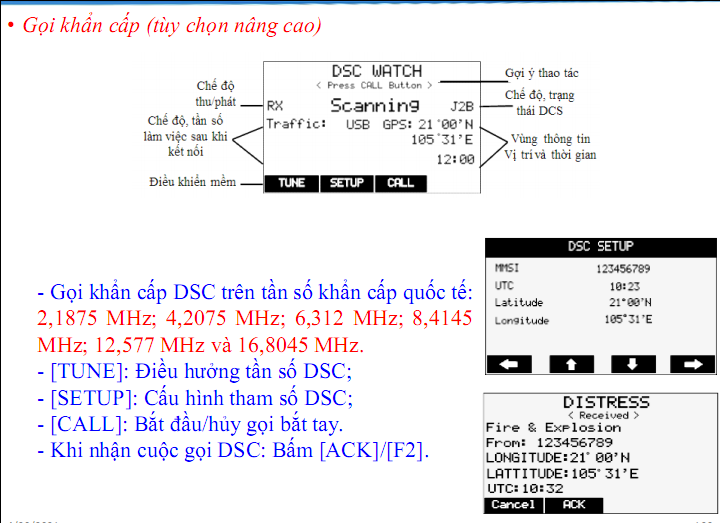 • Gọi khẩn cấp (tùy chọn nâng cao)
DSC WATCH
< Press CALL Button >
Gợi ý thao tác
Chế độ
thu/phát
RX
Scanning
J2B
Chế độ, trạng
thái DCS
Chế độ, tần số
làm việc sau khi
kết nối
Traffic: USB GPS: 21°00'N
105°31'E
12:00
Vùng thông tin
Vị trí và thời gian
Điều khiển mềm
TUNE SETUP CALL
DSC SETUP
MMSI 123456789
UTC 10:23
Latitude 21°00'N
Longitude 105°31'E
- Gọi khẩn cấp DSC trên tần số khẩn cấp quốc tế:
2,1875 MHz; 4,2075 MHz; 6,312 MHz; 8,4145
MHz; 12,577 MHz và 16,8045 MHz.
- [TUNE]: Điều hưởng tần số DSC;
- [SETUP]: Cấu hình tham số DSC;
- [CALL]: Bắt đầu/hủy gọi bắt tay.
- Khi nhận cuộc gọi DSC: Bấm [ACK]/[F2].
DISTRESS
< Received >
Fire & Explosion
From: 123456789
LONGITUDE:21°00'N
LATTITUDE:105°31'E
UTC:10:32
Cancel ACK